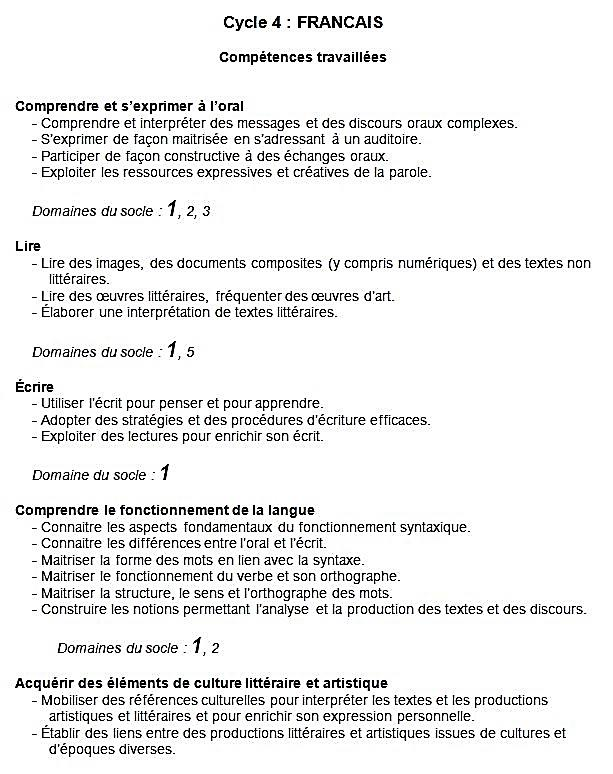 Cycle 4 : FRANCAIS
Compétences travaillées
Comprendre et s'exprimer à l'oral
- Comprendre et interpréter des messages et des discours oraux complexes.
- S'exprimer de façon maitrisée en s'adressant à un auditoire.
- Participer de façon constructive à des échanges oraux.
- Exploiter les ressources expressives et créatives de la parole.
Domaines du socle : 1, 2, 3
Lire
- Lire des images, des documents composites (y compris numériques) et des textes non
littéraires.
- Lire des œuvres littéraires, fréquenter des œuvres d'art.
- Élaborer une interprétation de textes littéraires.
Domaines du socle : 1, 5
Écrire
- Utiliser l'écrit pour penser et pour apprendre.
- Adopter des stratégies et des procédures d'écriture efficaces.
- Exploiter des lectures pour enrichir son écrit.
Domaine du socle : 1
Comprendre le fonctionnement de la langue
- Connaitre les aspects fondamentaux du fonctionnement syntaxique.
- Connaitre les différences entre l'oral et l'écrit.
- Maitriser la forme des mots en lien avec la syntaxe.
- Maitriser le fonctionnement du verbe et son orthographe.
- Maitriser la structure, le sens et l'orthographe des mots.
- Construire les notions permettant l'analyse et la production des textes et des discours.
Domaines du socle : 1, 2
Acquérir des éléments de culture littéraire et artistique
- Mobiliser des références culturelles pour interpréter les textes et les productions
artistiques et littéraires et pour enrichir son expression personnelle.
- Établir des liens entre des productions littéraires et artistiques issues de cultures et
d'époques diverses.